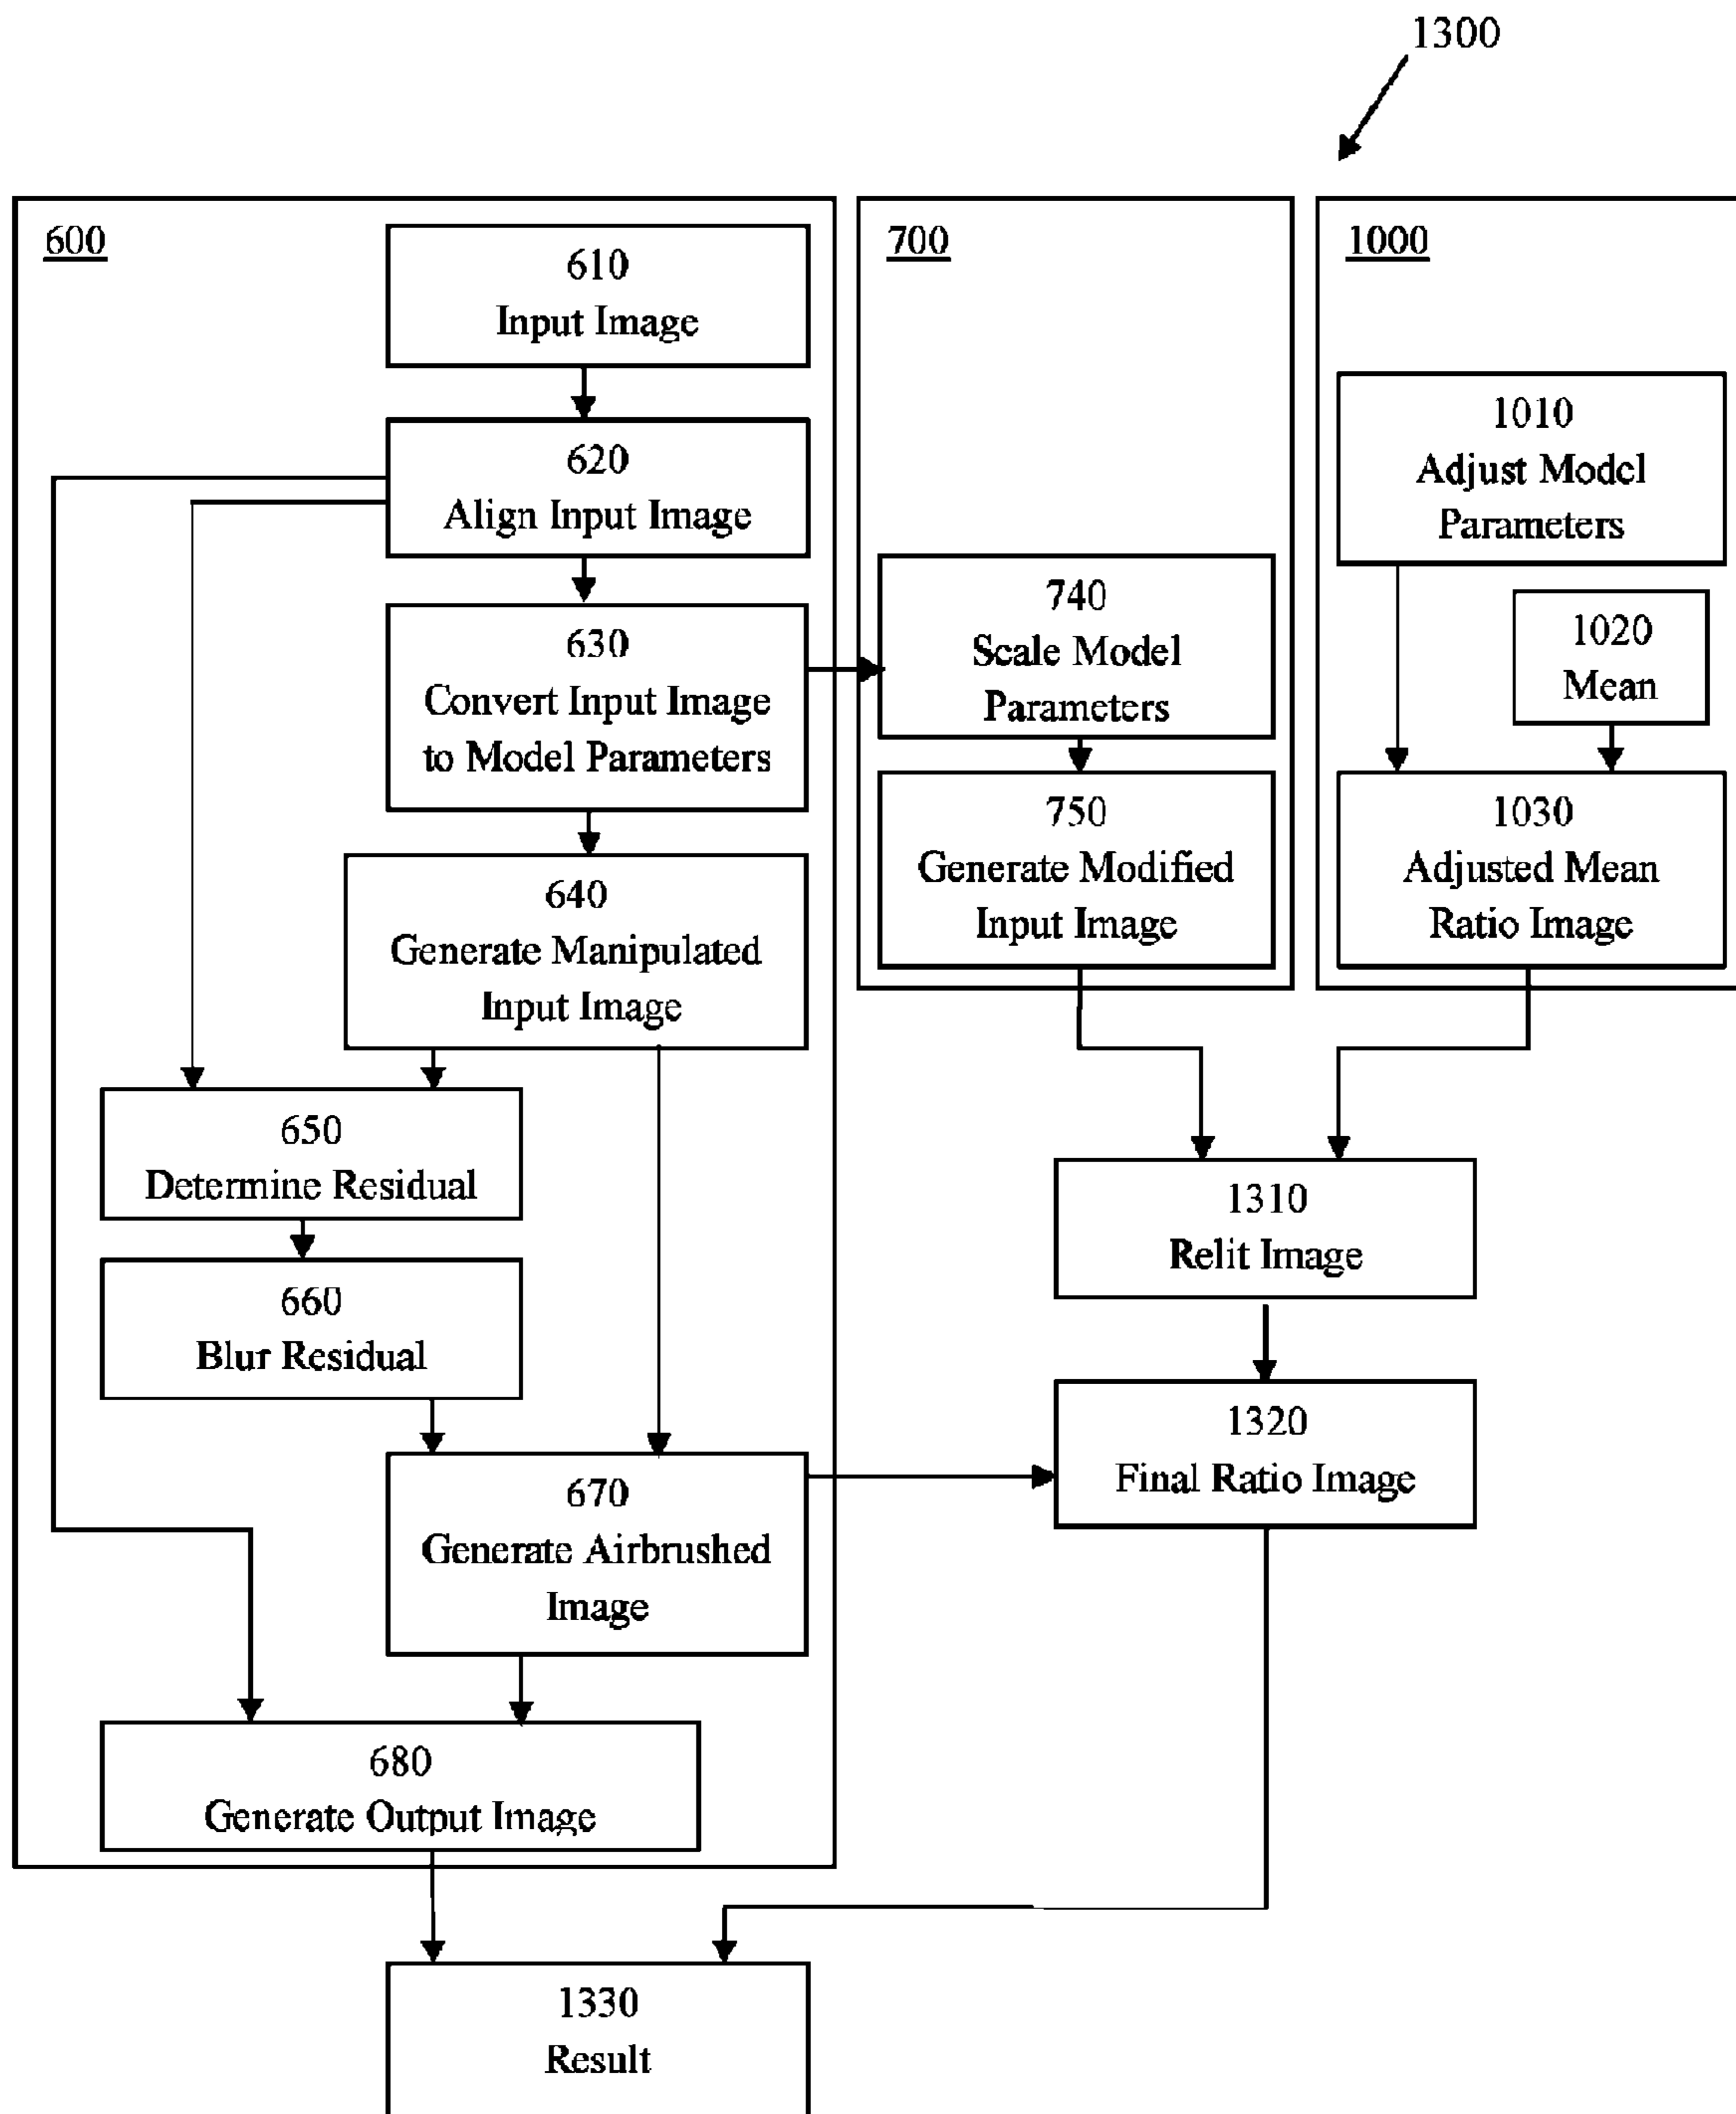 1300
600
610
Input Image
620
Align Input Image
630
Convert Input Image
to Model Parameters
640
Generate Manipulated
Input Image
650
Determine Residual
660
Blur Residual
670
Generate Airbrushed
Image
680
Generate Output Image
700
740
Scale Model
Parameters
750
Generate Modified
Input Image
1000
1010
Adjust Model
Parameters
1020
Mean
1030
Adjusted Mean
Ratio Image
1310
Relit Image
1320
Final Ratio Image
1330
Result